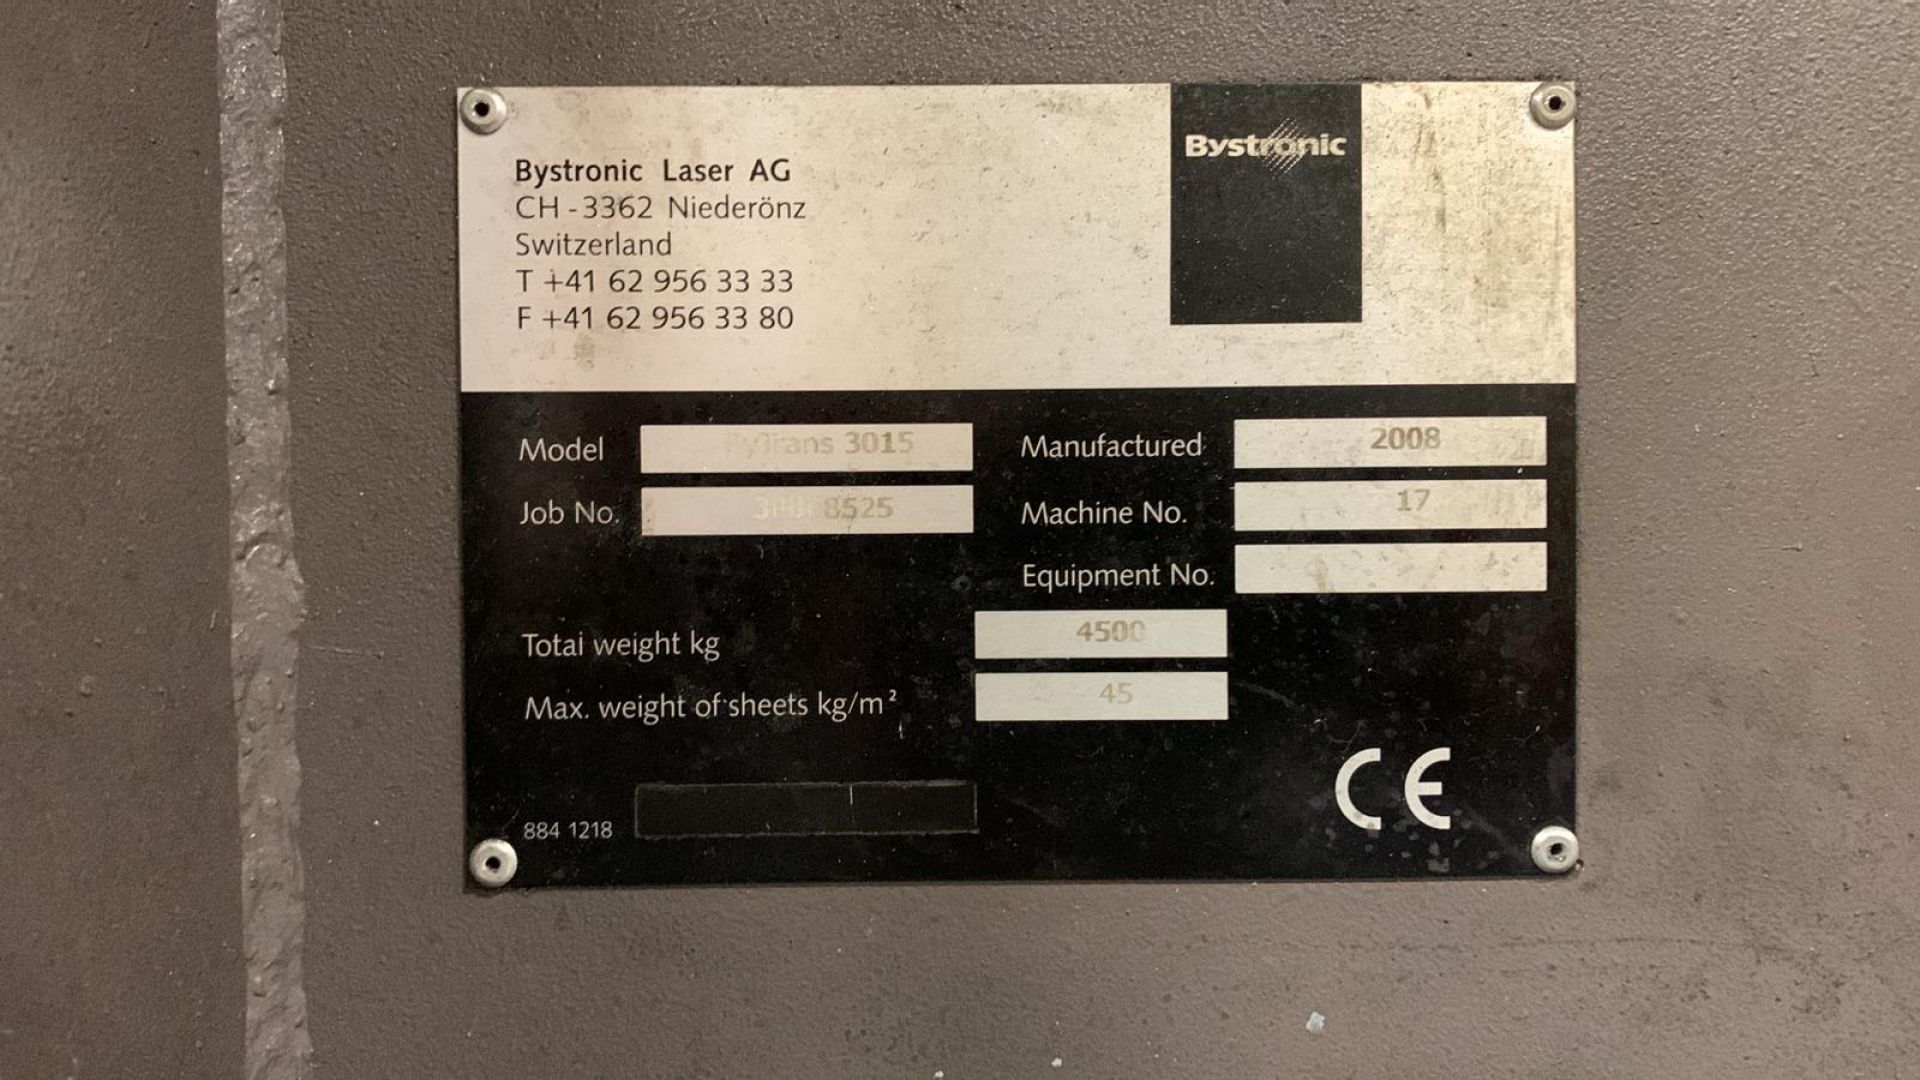 Bystronic Laser AG
CH - 3362 Niederönz
Switzerland
T +41 62 956 33 33
F +41 62 956 33 80
Bystronic
Model ByTrans 3015
Manufactured 2008
Job No.
Machine No. 17
Equipment No.
Total weight kg 4500
Max. weight of sheets kg/m² 45
884 1218
CE